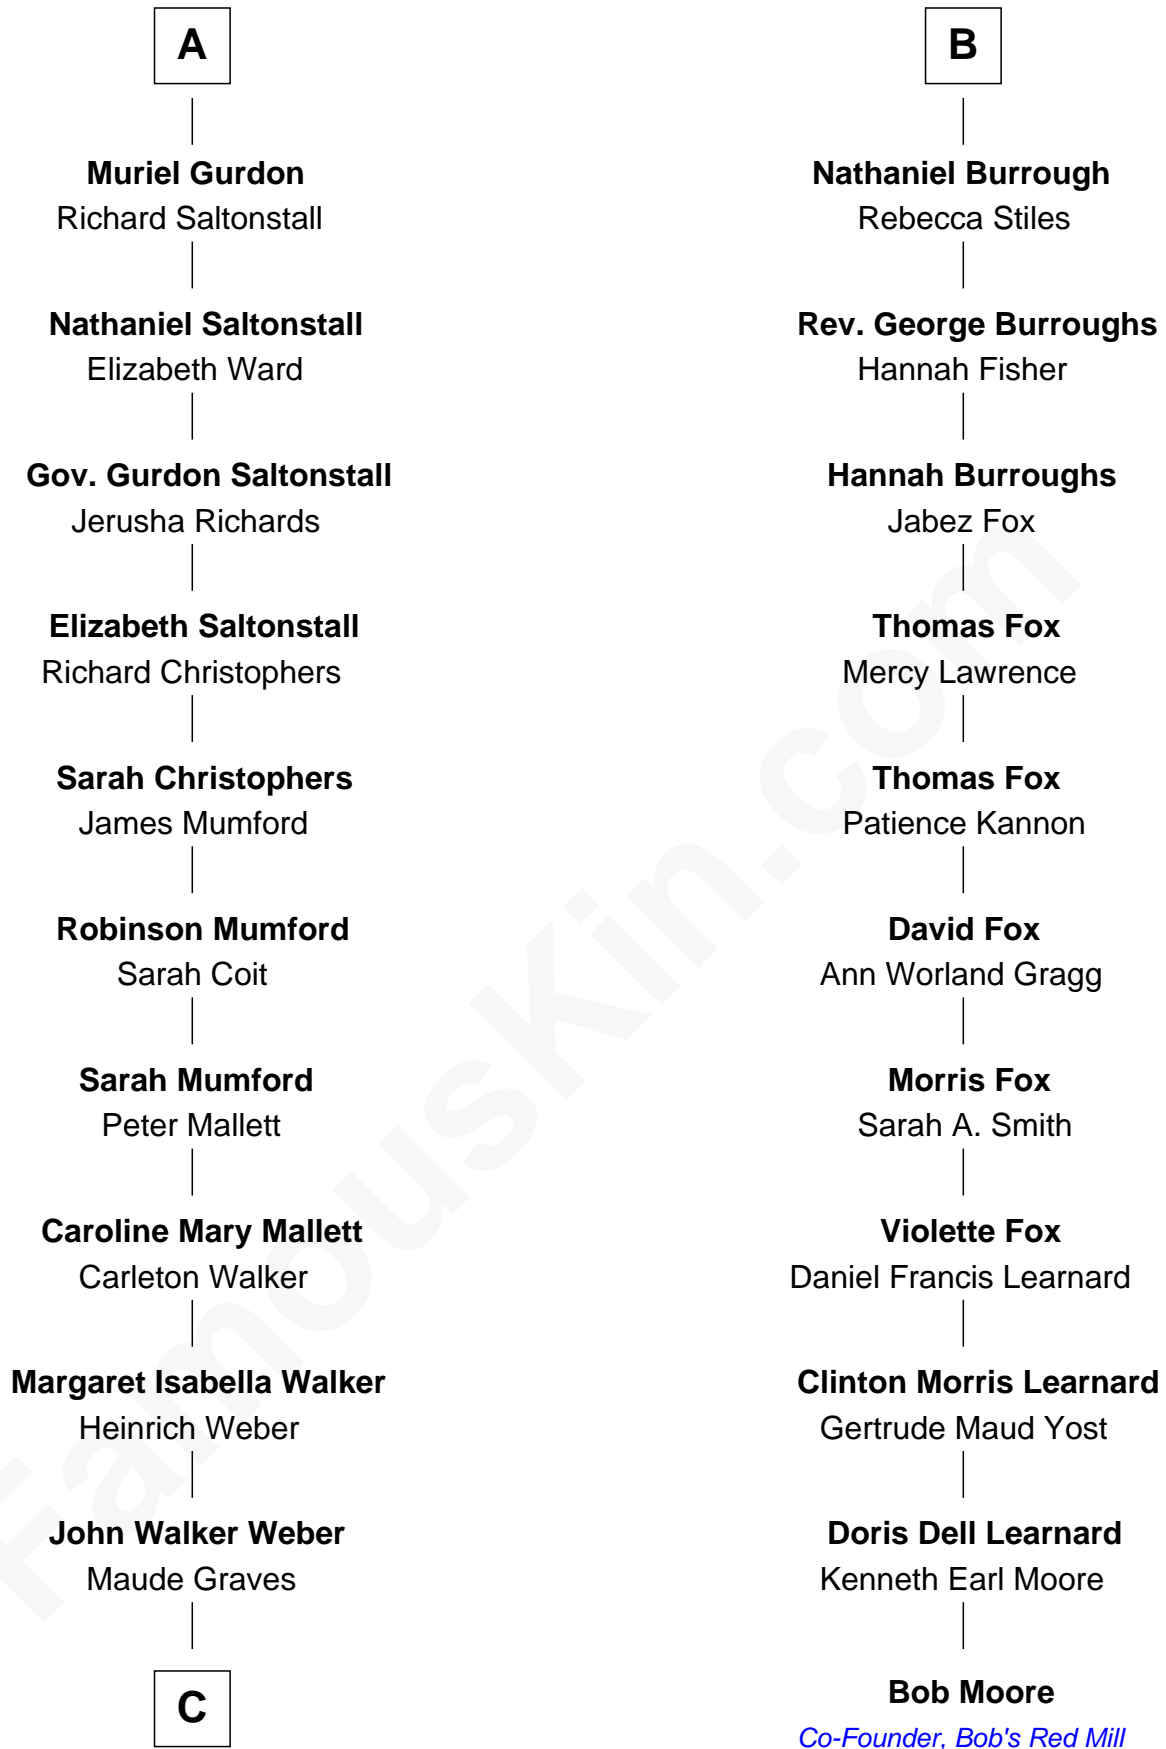 A
Muriel Gurdon
Richard Saltonstall
Nathaniel Saltonstall
Elizabeth Ward
Gov. Gurdon Saltonstall
Jerusha Richards
Elizabeth Saltonstall
Richard Christophers
Sarah Christophers
James Mumford
Robinson Mumford
Sarah Coit
Sarah Mumford
Peter Mallett
Caroline Mary Mallett
Carleton Walker
Margaret Isabella Walker
Heinrich Weber
John Walker Weber
Maude Graves
C
B
Nathaniel Burrough
Rebecca Stiles
Rev. George Burroughs
Hannah Fisher
Hannah Burroughs
Jabez Fox
Thomas Fox
Mercy Lawrence
Thomas Fox
Patience Kannon
David Fox
Ann Worland Gragg
Morris Fox
Sarah A. Smith
Violette Fox
Daniel Francis Learnard
Clinton Morris Learnard
Gertrude Maud Yost
Doris Dell Learnard
Kenneth Earl Moore
Bob Moore
Co-Founder, Bob's Red Mill
FamousKin.com